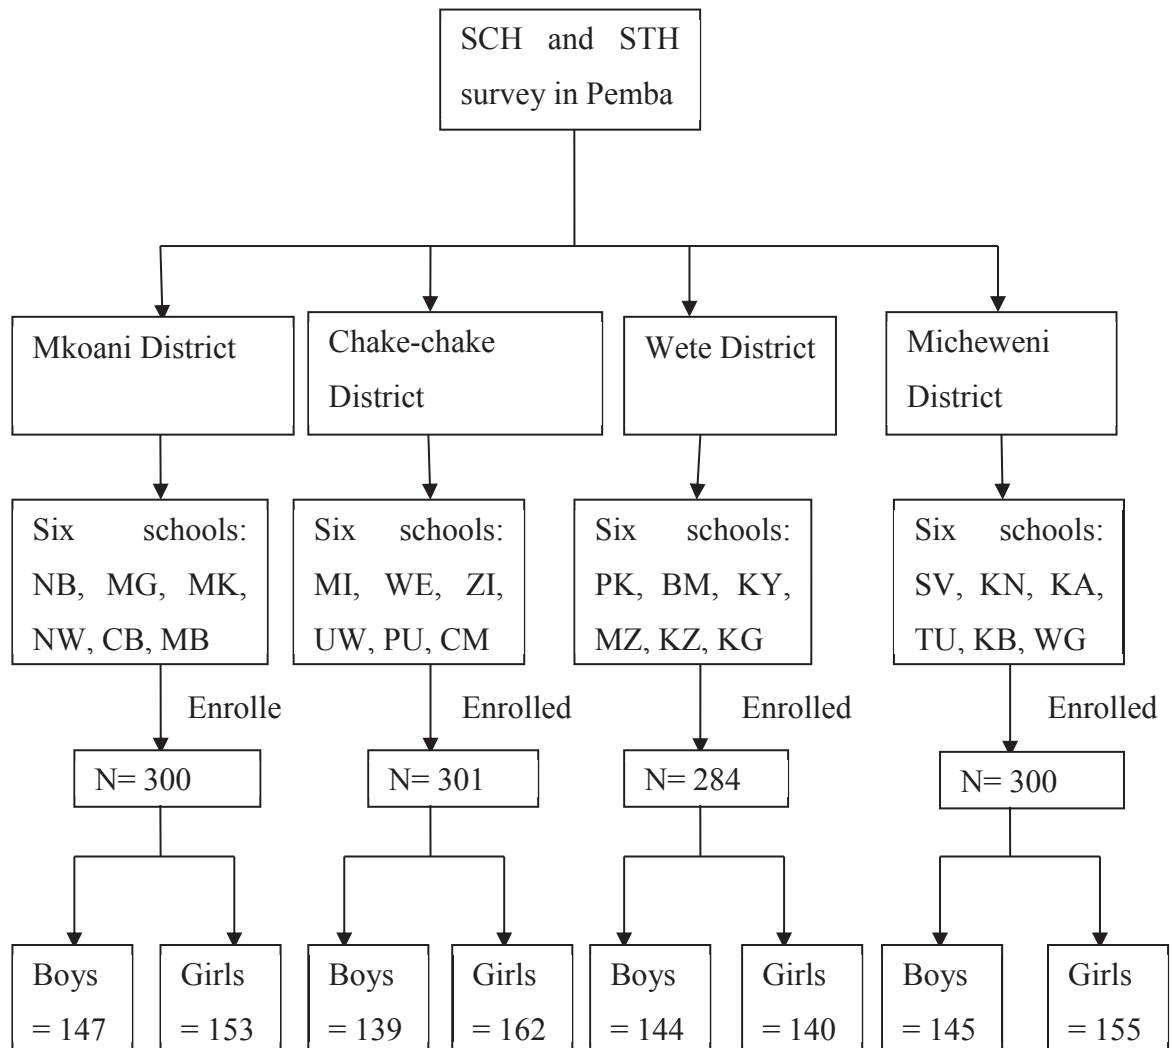 SCH and STH
survey in Pemba
Mkoani District
Chake-chake
District
Wete District
Micheweni
District
Six schools:
NB, MG, MK,
NW, CB, MB
Six schools:
MI, WE, ZI,
UW, PU, CM
Six schools:
PK, BM, KY,
MZ, KZ, KG
Six schools:
SV, KN, KA,
TU, KB, WG
Enrolle
Enrolled
Enrolled
Enrolled
N= 300
N= 301
N= 284
N= 300
Boys
= 147
Girls
= 153
Boys
= 139
Girls
= 162
Boys
= 144
Girls
= 140
Boys
= 145
Girls
= 155